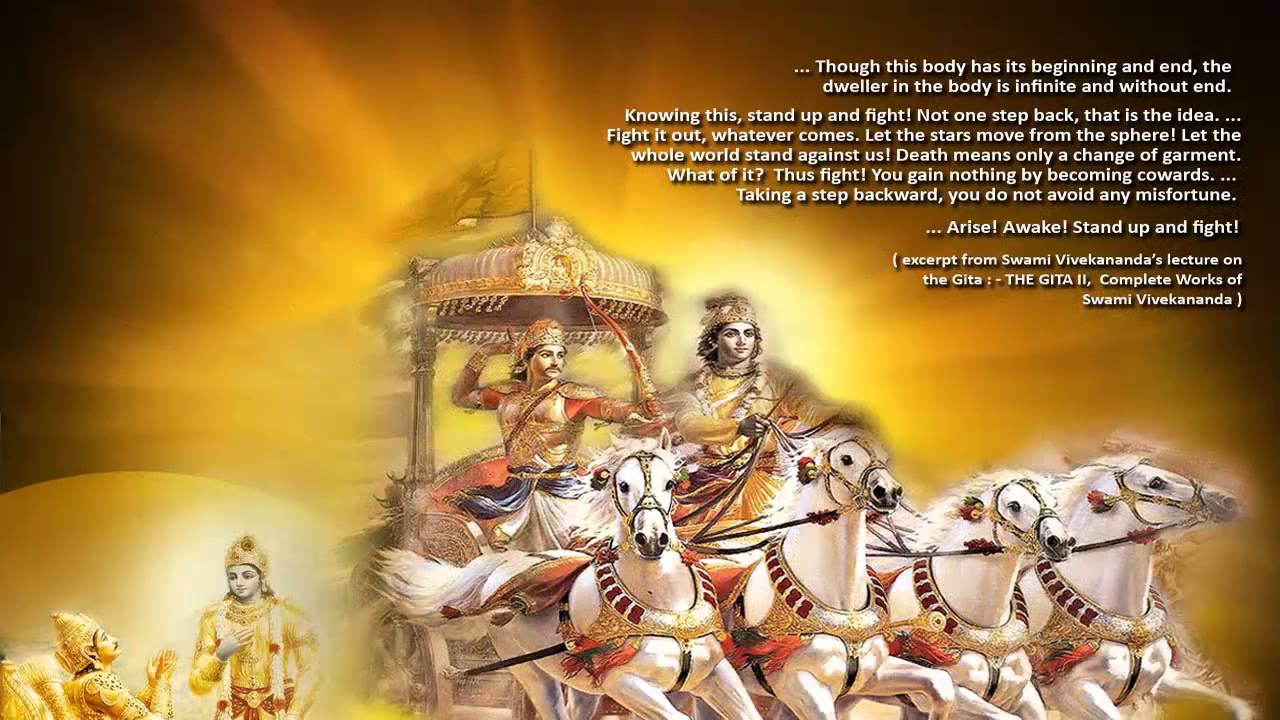 ... Though this body has its beginning and end, the
dweller in the body is infinite and without end.
Knowing this, stand up and fight! Not one step back, that is the idea. ...
Fight it out, whatever comes. Let the stars move from the sphere! Let the
whole world stand against us! Death means only a change of garment.
What of it?  Thus fight! You gain nothing by becoming cowards. ...
Taking a step backward, you do not avoid any misfortune.
... Arise! Awake! Stand up and fight!
( excerpt from Swami Vivekananda’s lecture on
the Gita : - THE GITA II,  Complete Works of
Swami Vivekananda )